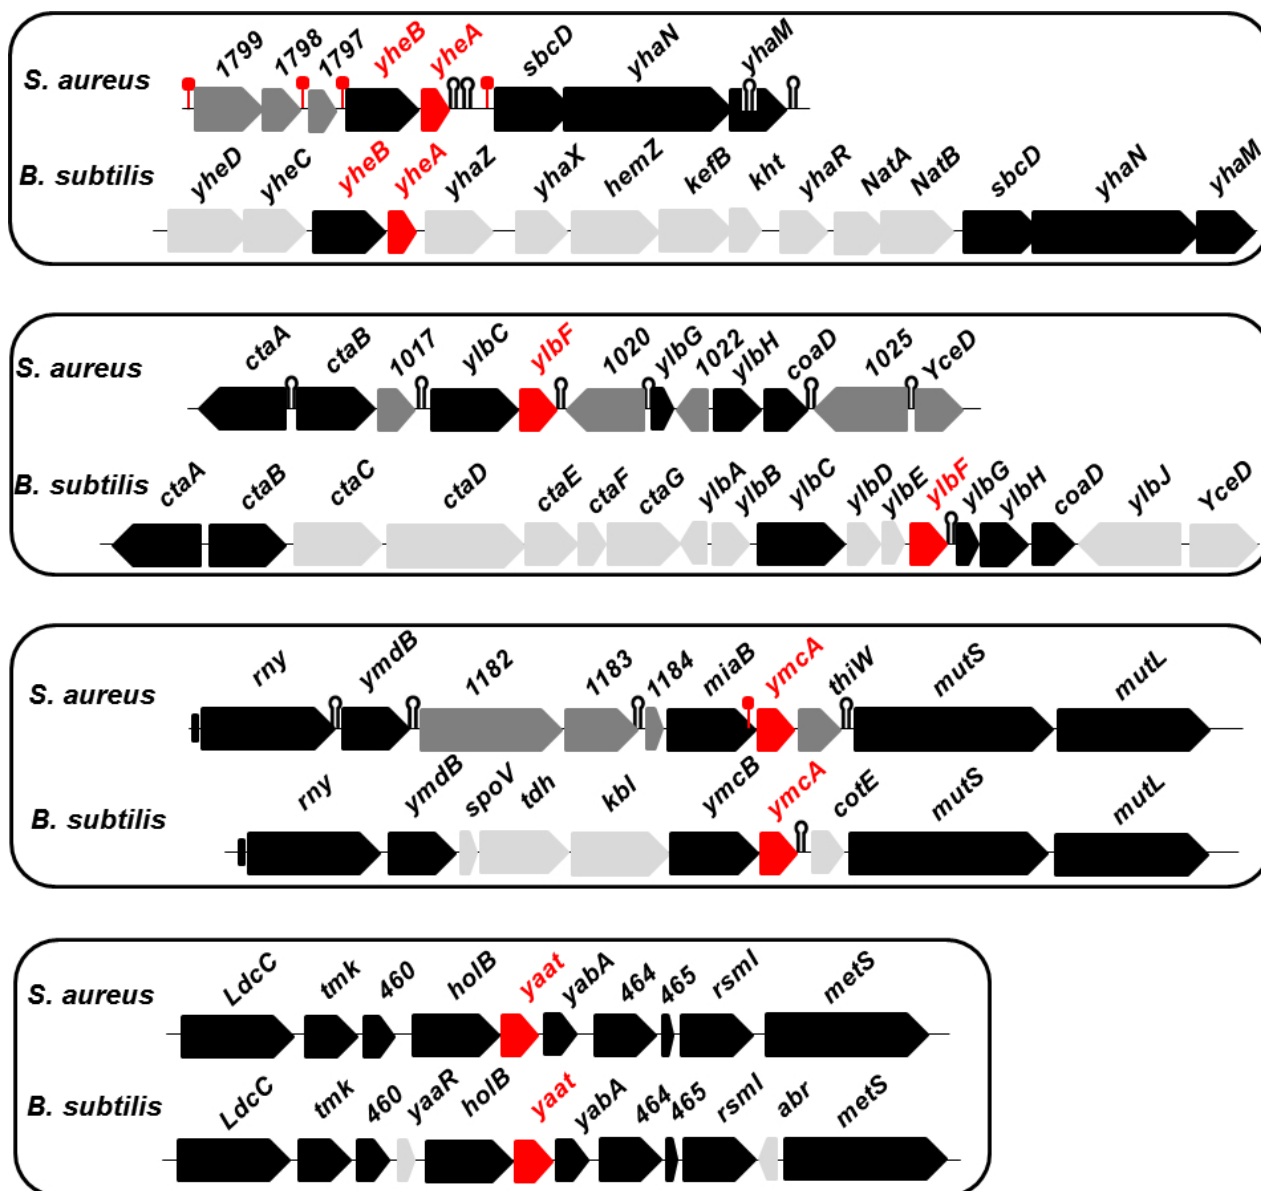 1799 1798 1797 yheB yheA sbcD yhaN yhaM
S. aureus
yheD yheC yheB yheA yhaZ yhaX hemZ kefB kht yhaR NatA NatB sbcD yhaN yhaM
B. subtilis
ctaA ctaB 1017 ylbC ylbF 1020 ylbG 1022 ylbH coaD 1025 YceD
S. aureus
ctaA ctaB ctaC ctaD ctaE ctaF ctaG ylbA ylbB ylbC ylbD ylbE ylbF ylbG ylbH coaD ylbJ YceD
B. subtilis
rny ymdB 1182 1183 1184 miaB ymcA thiW mutS mutL
S. aureus
rny ymdB spoV tdh kbl ymcB ymcA cotE mutS mutL
B. subtilis
LdcC tmk 460 holB yaat yabA 464 465 rsmI metS
S. aureus
LdcC tmk 460 yaaR holB yaat yabA 464 465 rsmI abr metS
B. subtilis